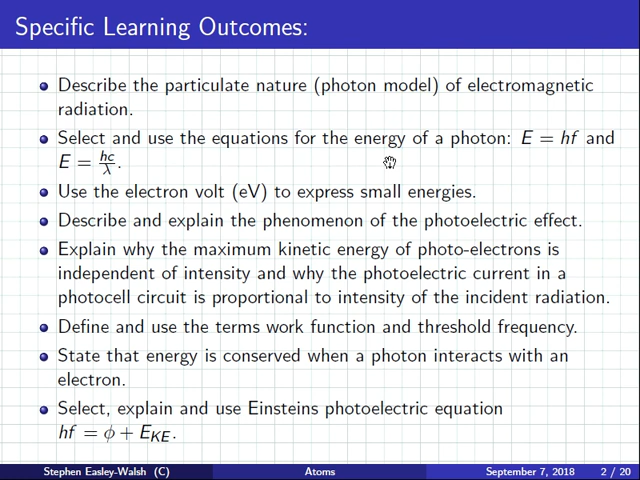 Specific Learning Outcomes:
Describe the particulate nature (photon model) of electromagnetic
radiation.
Select and use the equations for the energy of a photon: E = hf and
E = hc/λ.
Use the electron volt (eV) to express small energies.
Describe and explain the phenomenon of the photoelectric effect.
Explain why the maximum kinetic energy of photo-electrons is
independent of intensity and why the photoelectric current in a
photocell circuit is proportional to intensity of the incident radiation.
Define and use the terms work function and threshold frequency.
State that energy is conserved when a photon interacts with an
electron.
Select, explain and use Einsteins photoelectric equation
hf = ϕ + E_KE.
Stephen Easley-Walsh (C) Atoms September 7, 2018 2 / 20